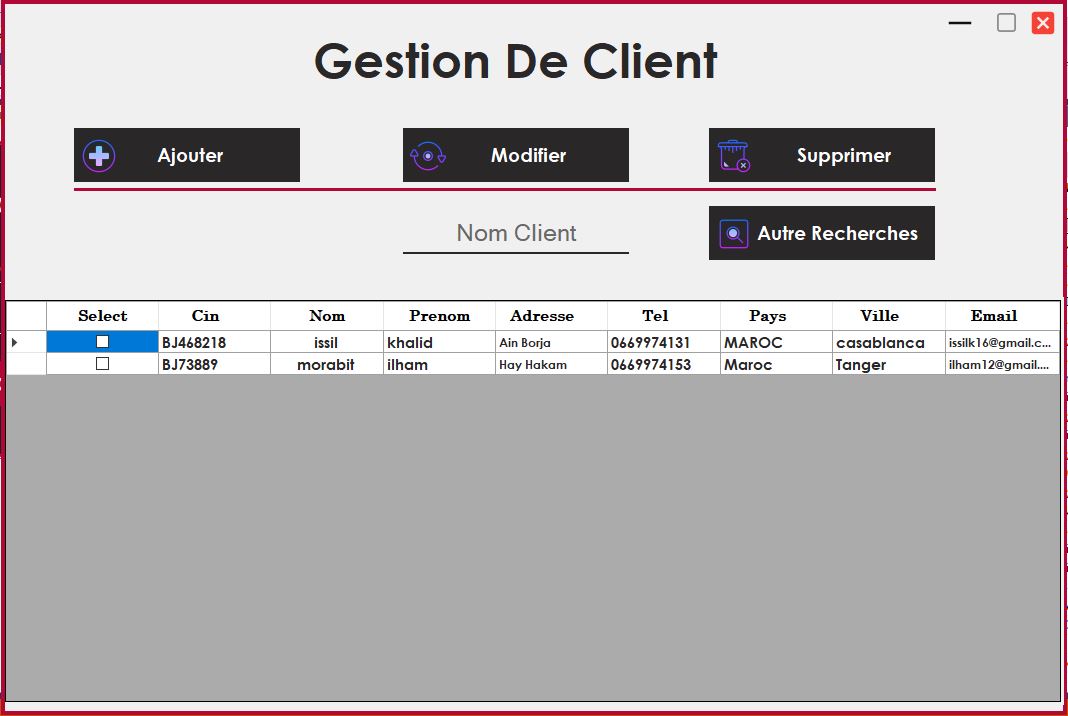 Gestion De Client
Ajouter Modifier Supprimer
Nom Client Autre Recherches
Select Cin Nom Prenom Adresse Tel Pays Ville Email
BJ468218 issil khalid Ain Borja 0669974131 MAROC casablanca issilk16@gmail.c...
BJ73889 morabit ilham Hay Hakam 0669974153 Maroc Tanger ilham12@gmail....